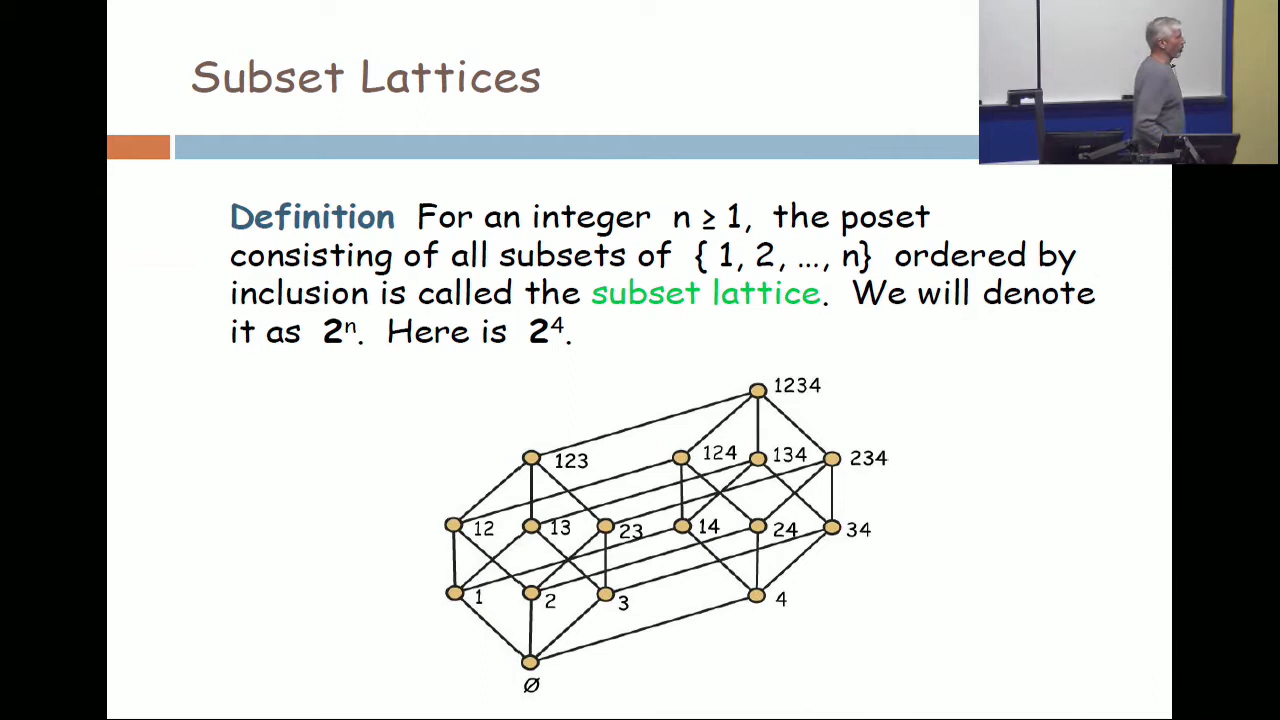 Subset Lattices
Definition For an integer n ≥ 1, the poset
consisting of all subsets of { 1, 2, …, n} ordered by
inclusion is called the subset lattice. We will denote
it as 2ⁿ. Here is 2⁴.
1234
123 124 134 234
12 13 23 14 24 34
1 2 3 4
∅